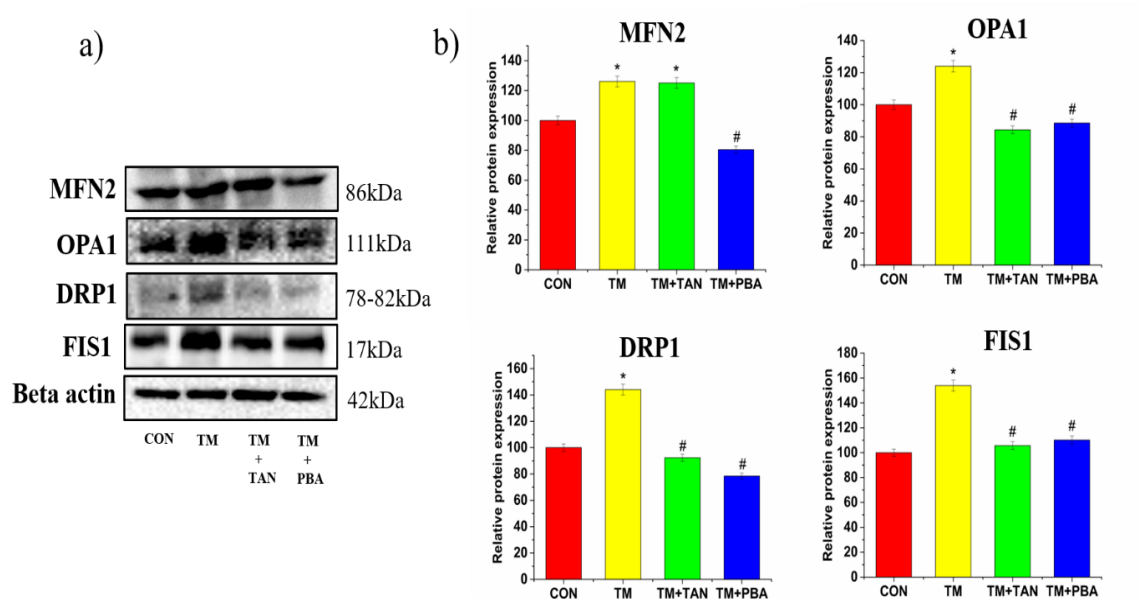 a)
MFN2 86kDa
OPA1 111kDa
DRP1 78-82kDa
FIS1 17kDa
Beta actin 42kDa
CON TM TM TM
+ +
TAN PBA
b)
MFN2
Relative protein expression
140
120
100
80
60
40
20
0
* * #
CON TM TM+TAN TM+PBA
OPA1
Relative protein expression
140
120
100
80
60
40
20
0
* # #
CON TM TM+TAN TM+PBA
DRP1
Relative protein expression
160
140
120
100
80
60
40
20
0
* # #
CON TM TM+TAN TM+PBA
FIS1
Relative protein expression
180
160
140
120
100
80
60
40
20
0
* # #
CON TM TM+TAN TM+PBA